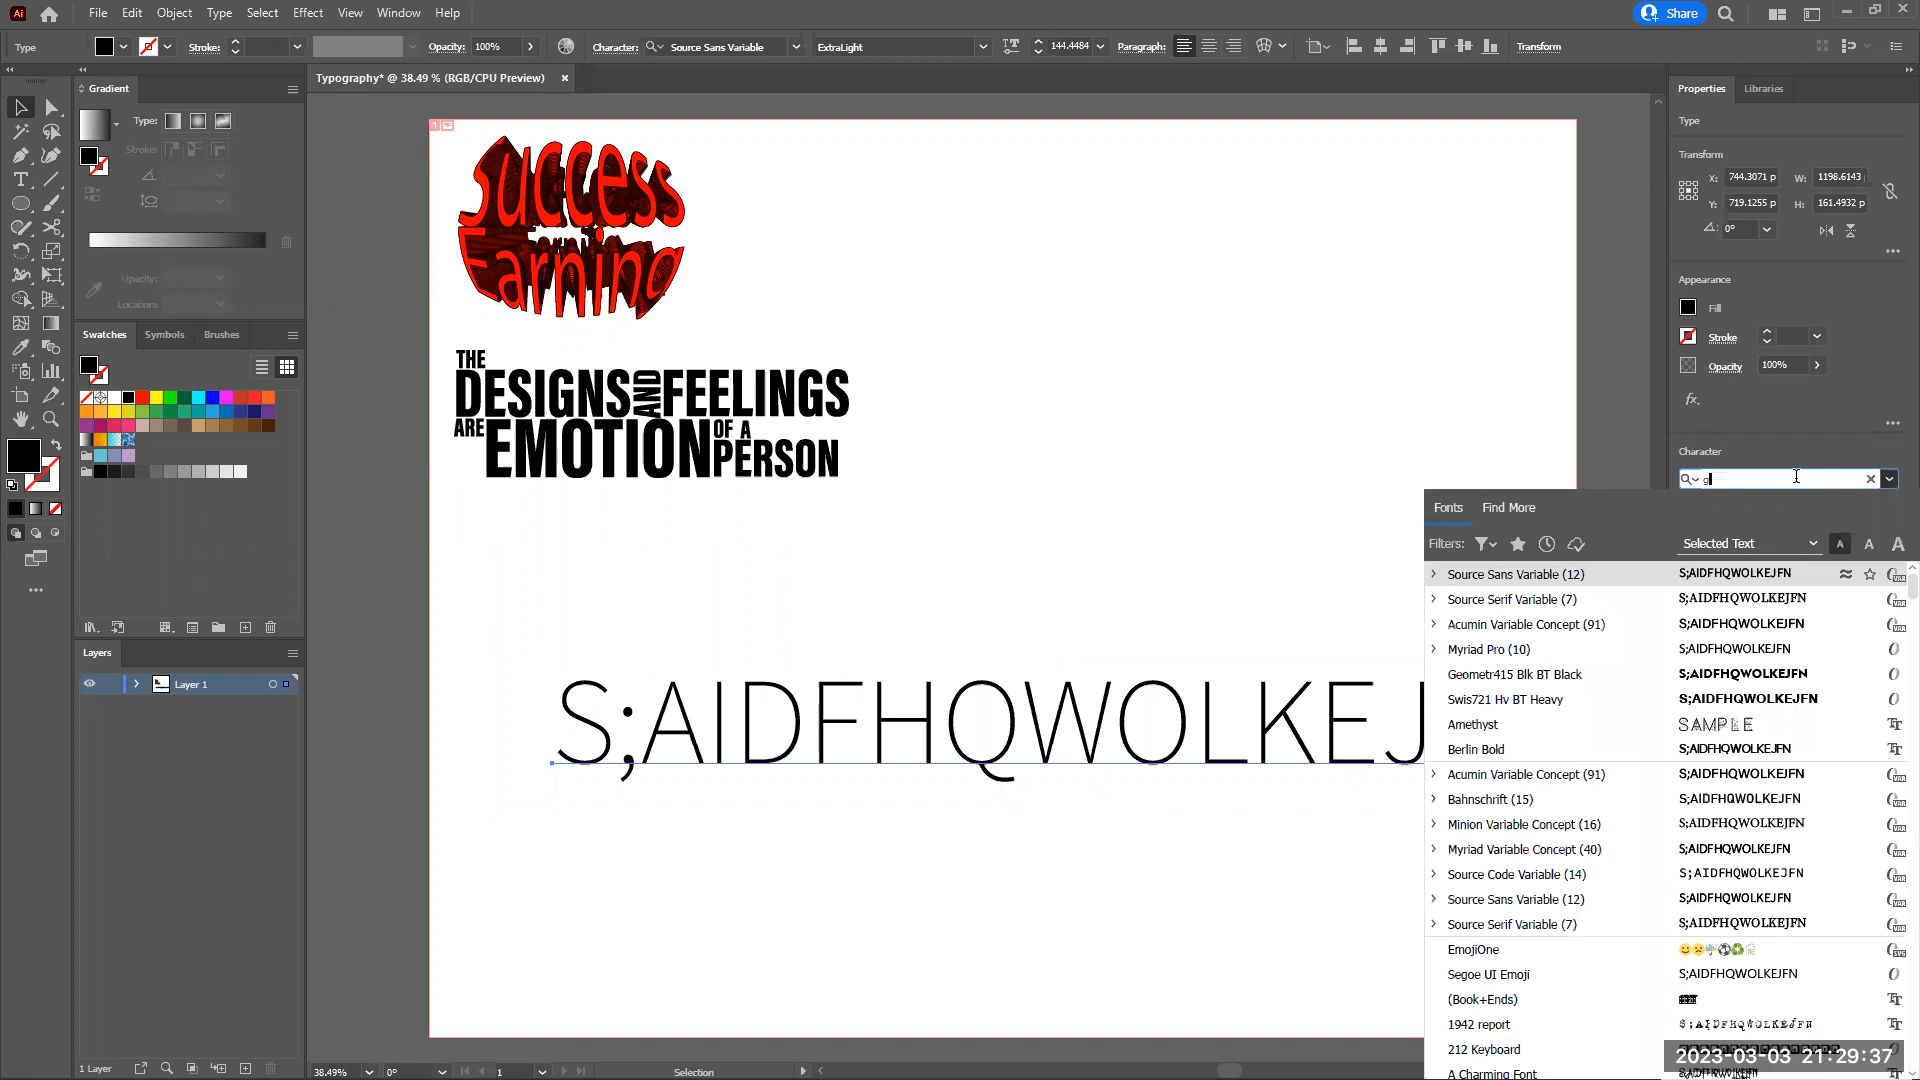 Ai File Edit Object Type Select Effect View Window Help Share
Type Stroke: Opacity: 100% Character: Source Sans Variable ExtraLight 144.4484 Paragraph: Transform
Typography* @ 38.49 % (RGB/CPU Preview)
Gradient
Type:
Stroke:
Opacity:
Location:
Swatches Symbols Brushes
Layers
Layer 1
1 Layer
1
Success
Earning
THE
DESIGNS AND FEELINGS
ARE EMOTION OF A
PERSON
S;AIDFHQWOLKEJ
38.49% 0° 1 Selection
Properties Libraries
Type
Transform
X: 744.3071 p W: 1198.6143
Y: 719.1255 p H: 161.4932 p
0°
Appearance
Fill
Stroke
Opacity 100%
fx.
Character
g
Fonts Find More
Filters: Selected Text A A A
Source Sans Variable (12) S;AIDFHQWOLKEJFN
Source Serif Variable (7) S;AIDFHQWOLKEJFN
Acumin Variable Concept (91) S;AIDFHQWOLKEJFN
Myriad Pro (10) S;AIDFHQWOLKEJFN
Geometr415 Blk BT Black S;AIDFHQWOLKEJFN
Swis721 Hv BT Heavy S;AIDFHQWOLKEJFN
Amethyst SAMPLE
Berlin Bold S;AIDFHQWOLKEJFN
Acumin Variable Concept (91) S;AIDFHQWOLKEJFN
Bahnschrift (15) S;AIDFHQWOLKEJFN
Minion Variable Concept (16) S;AIDFHQWOLKEJFN
Myriad Variable Concept (40) S;AIDFHQWOLKEJFN
Source Code Variable (14) S;AIDFHQWOLKEJFN
Source Sans Variable (12) S;AIDFHQWOLKEJFN
Source Serif Variable (7) S;AIDFHQWOLKEJFN
EmojiOne
Segoe UI Emoji S;AIDFHQWOLKEJFN
(Book+Ends)
1942 report S;AIDFHQWOLKEJFN
212 Keyboard
A Charming Font
2023-03-03 21:29:37